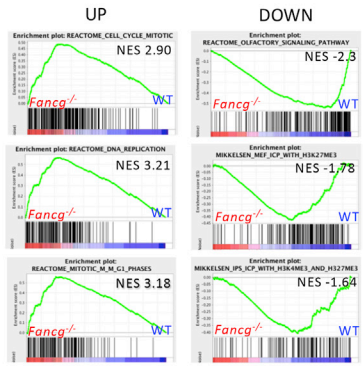 UP
DOWN
Enrichment plot: REACTOME_CELL_CYCLE_MITOTIC
NES 2.90
Fancg-/-
WT
Enrichment plot:
REACTOME_OLFACTORY_SIGNALING_PATHWAY
NES -2.3
Fancg-/-
WT
Enrichment plot: REACTOME_DNA_REPLICATION
NES 3.21
Fancg-/-
WT
Enrichment plot:
MIKKELSEN_MEF_ICP_WITH_H3K27ME3
NES -1.78
Fancg-/-
WT
Enrichment plot:
REACTOME_MITOTIC_M_M_G1_PHASES
NES 3.18
Fancg-/-
WT
Enrichment plot:
MIKKELSEN_IPS_ICP_WITH_H3K4ME3_AND_H327ME3
NES -1.64
Fancg-/-
WT